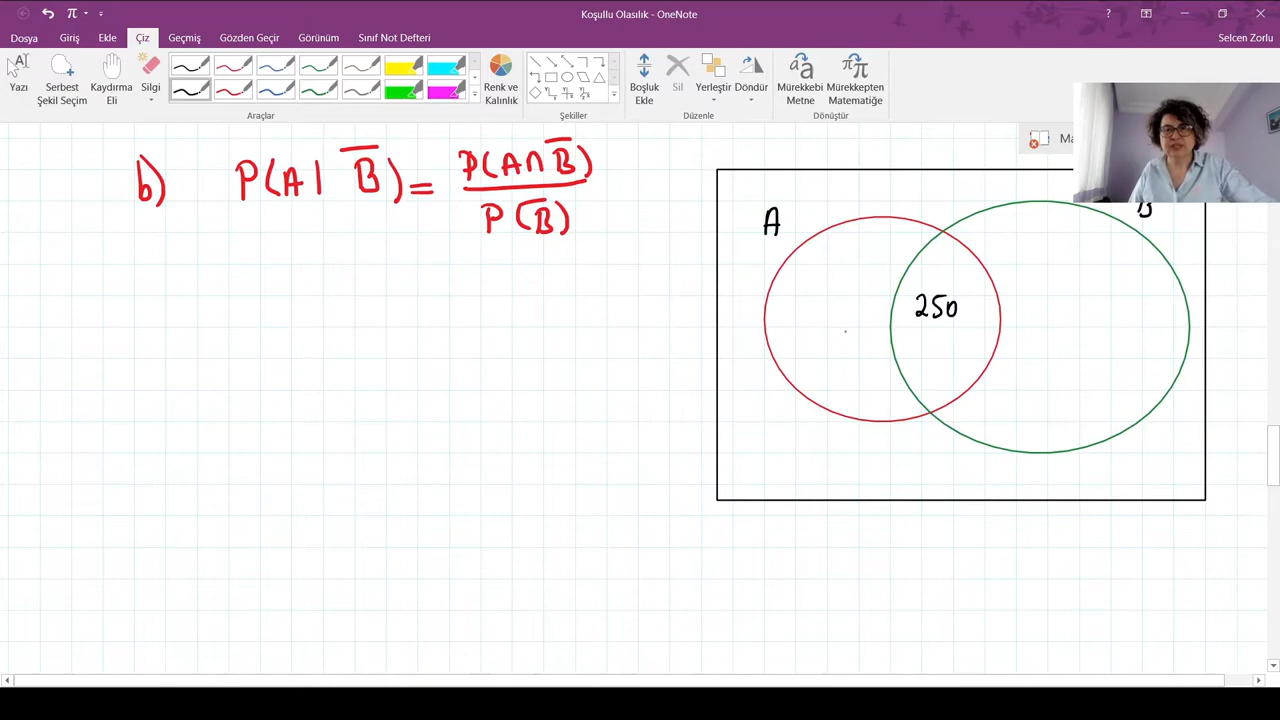 Koşullu Olasılık - OneNote
Dosya Giriş Ekle Çiz Geçmiş Gözden Geçir Görünüm Sınıf Not Defteri
Selcen Zorlu
Yazı
Serbest Şekil Seçim
Kaydırma Eli
Silgi
Renk ve Kalınlık
Boşluk Ekle
Sil
Yerleştir
Döndür
Mürekkebi Metne
Mürekkepten Matematiğe
Araçlar
Şekiller
Düzenle
Dönüştür
Ma
b) P(A| B̅) = P(A∩B̅)
P(B̅)
A
B
250